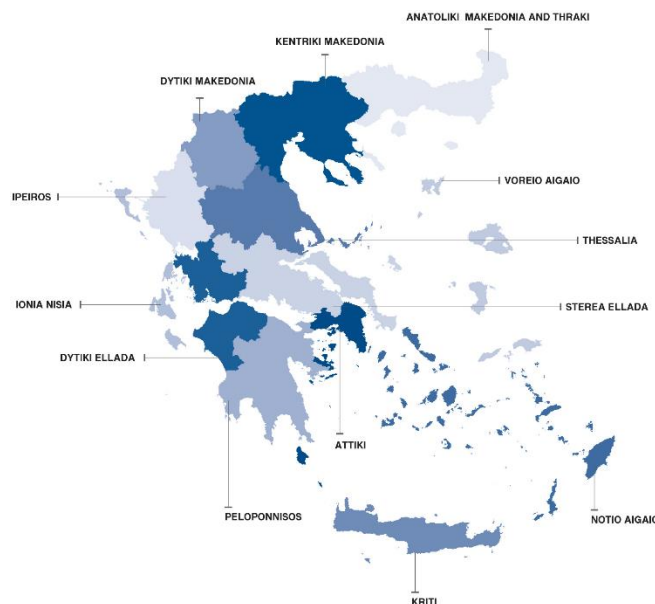 ANATOLIKI MAKEDONIA AND THRAKI
KENTRIKI MAKEDONIA
DYTIKI MAKEDONIA
VOREIO AIGAIO
IPEIROS
THESSALIA
IONIA NISIA
STEREA ELLADA
DYTIKI ELLADA
ATTIKI
PELOPONNISOS
NOTIO AIGAIO
KRITI